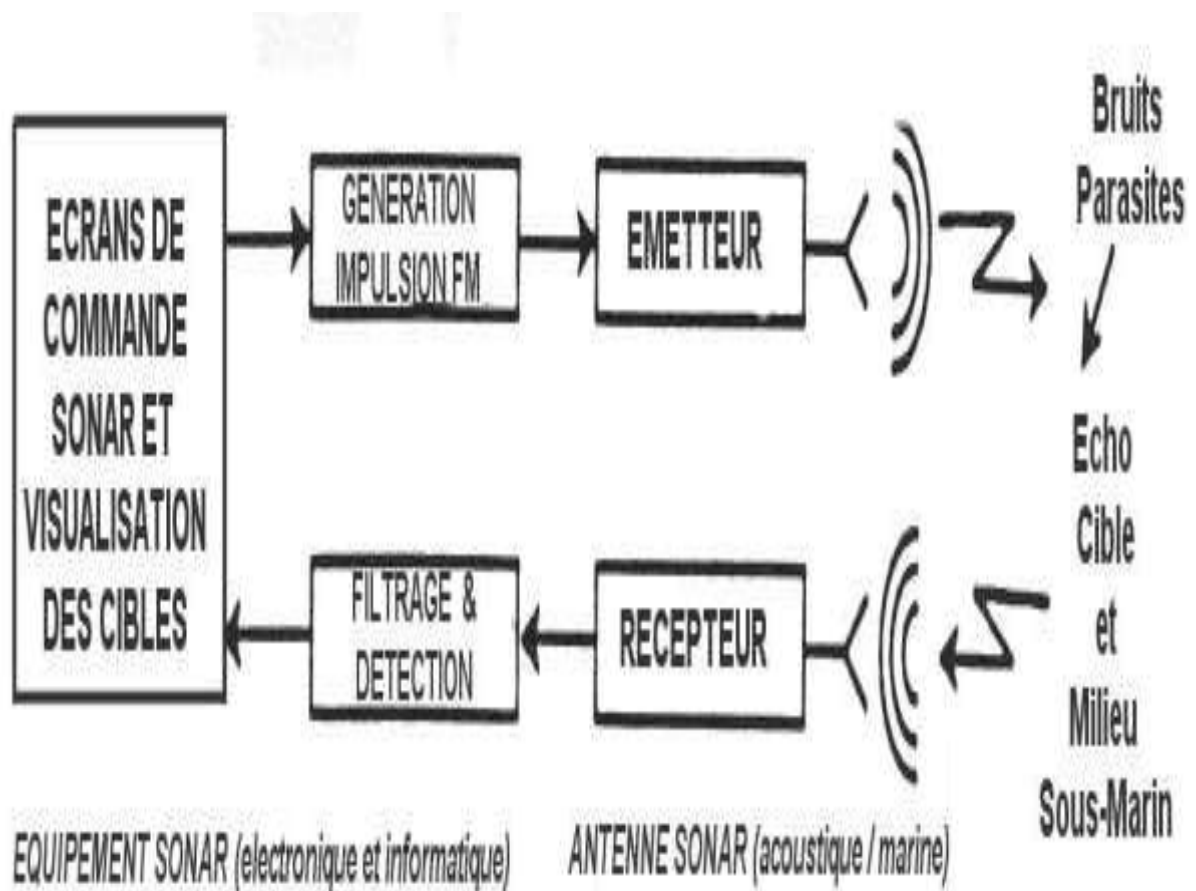 ECRANS DE
COMMANDE
SONAR ET
VISUALISATION
DES CIBLES
GENERATION
IMPULSION FM
EMETTEUR
Bruits
Parasites
Echo
Cible
et
Milieu
Sous-Marin
FILTRAGE &
DETECTION
RECEPTEUR
EQUIPEMENT SONAR (electronique et informatique)
ANTENNE SONAR (acoustique / marine)